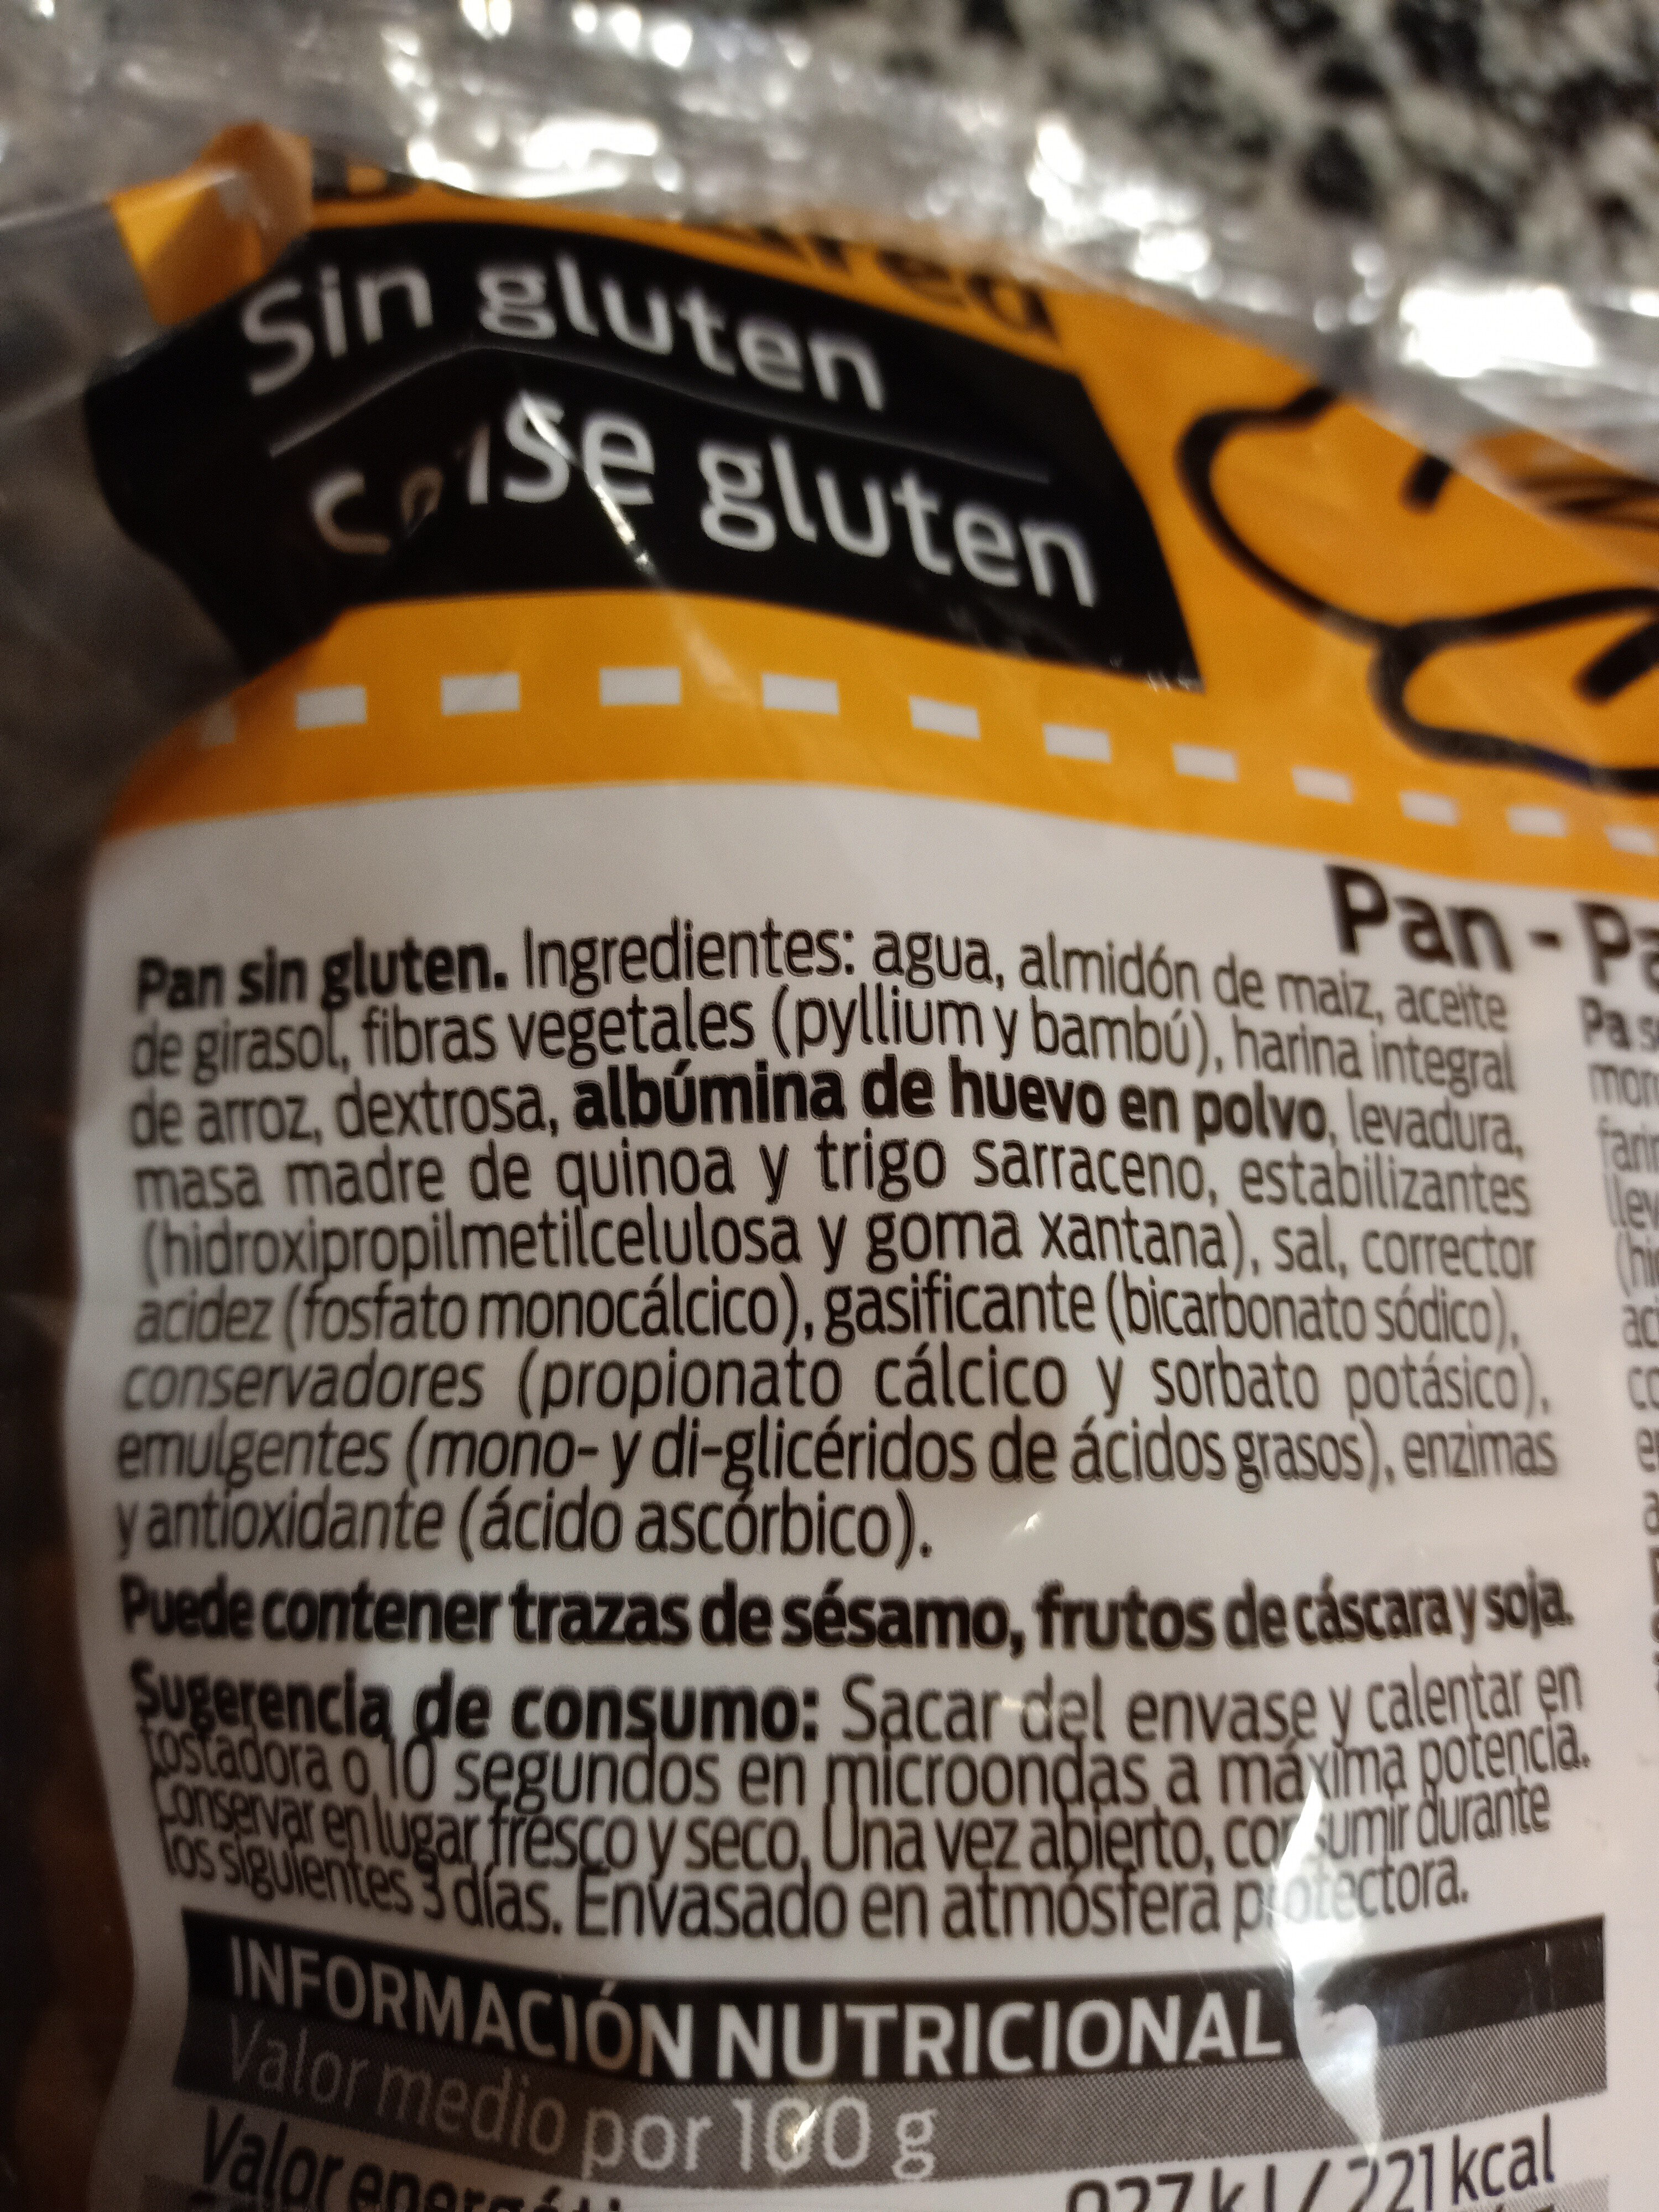 Sin gluten
gluten
Pan - Pa
Pan sin gluten. Ingredientes: agua, almidón de maiz, aceite
de girasol, fibras vegetales (pyllium y bambú), harina integral
de arroz, dextrosa, albúmina de huevo en polvo, levadura,
masa madre de quinoa y trigo sarraceno, estabilizantes
(hidroxipropilmetilcelulosa y goma xantana), sal, corrector
acidez (fosfato monocálcico), gasificante (bicarbonato sódico),
conservadores (propionato cálcico y sorbato potásico),
emulgentes (mono- y di-glicéridos de ácidos grasos), enzimas
y antioxidante (ácido ascórbico).
Puede contener trazas de sésamo, frutos de cáscara y soja.
Sugerencia de consumo: Sacar del envase y calentar en
tostadora o 10 segundos en microondas a máxima potencia.
Conservar en lugar fresco y seco. Una vez abierto, consumir durante
los siguientes 3 días. Envasado en atmósfera protectora.
INFORMACIÓN NUTRICIONAL
Valor medio por 100 g
Valor 221 kcal